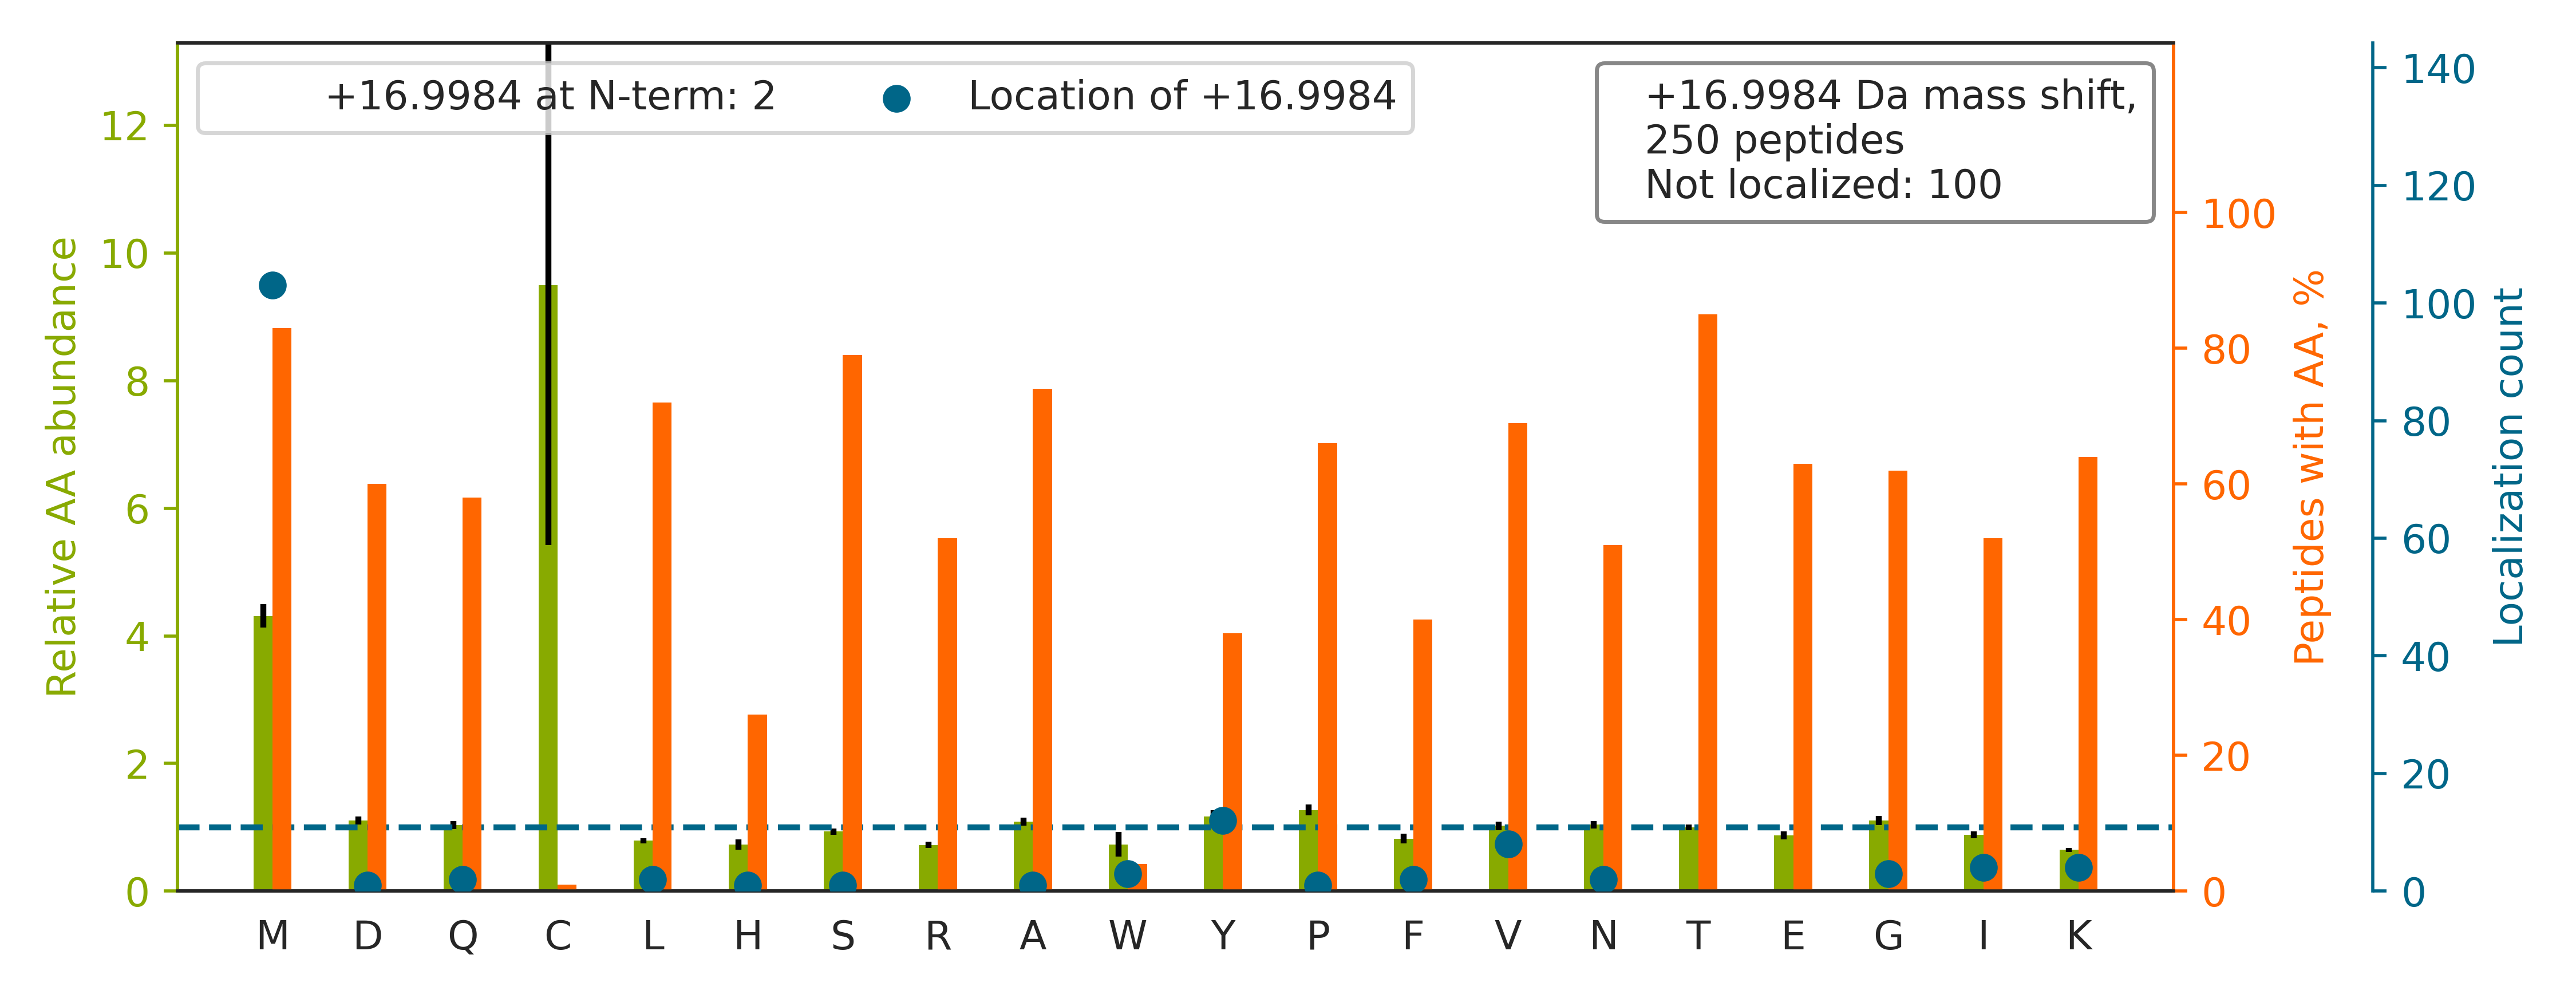 +16.9984 at N-term: 2
Location of +16.9984
+16.9984 Da mass shift,
250 peptides
Not localized: 100
Relative AA abundance
12
10
8
6
4
2
0
Peptides with AA, %
100
80
60
40
20
0
Localization count
140
120
100
80
60
40
20
0
M D Q C L H S R A W Y P F V N T E G I K